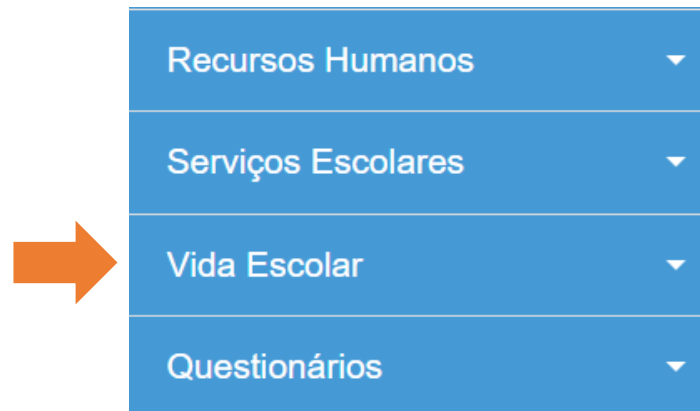 Recursos Humanos
Serviços Escolares
Vida Escolar
Questionários